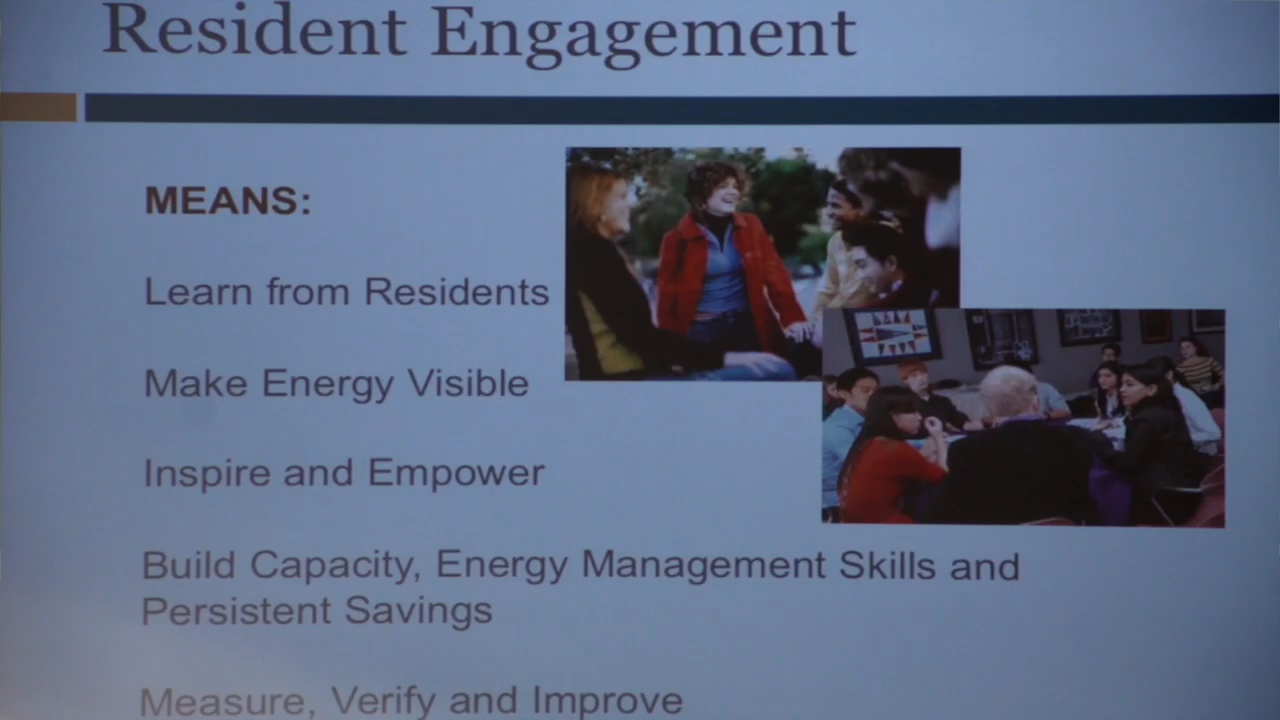 Resident Engagement
MEANS:
Learn from Residents
Make Energy Visible
Inspire and Empower
Build Capacity, Energy Management Skills and
Persistent Savings
Measure, Verify and Improve